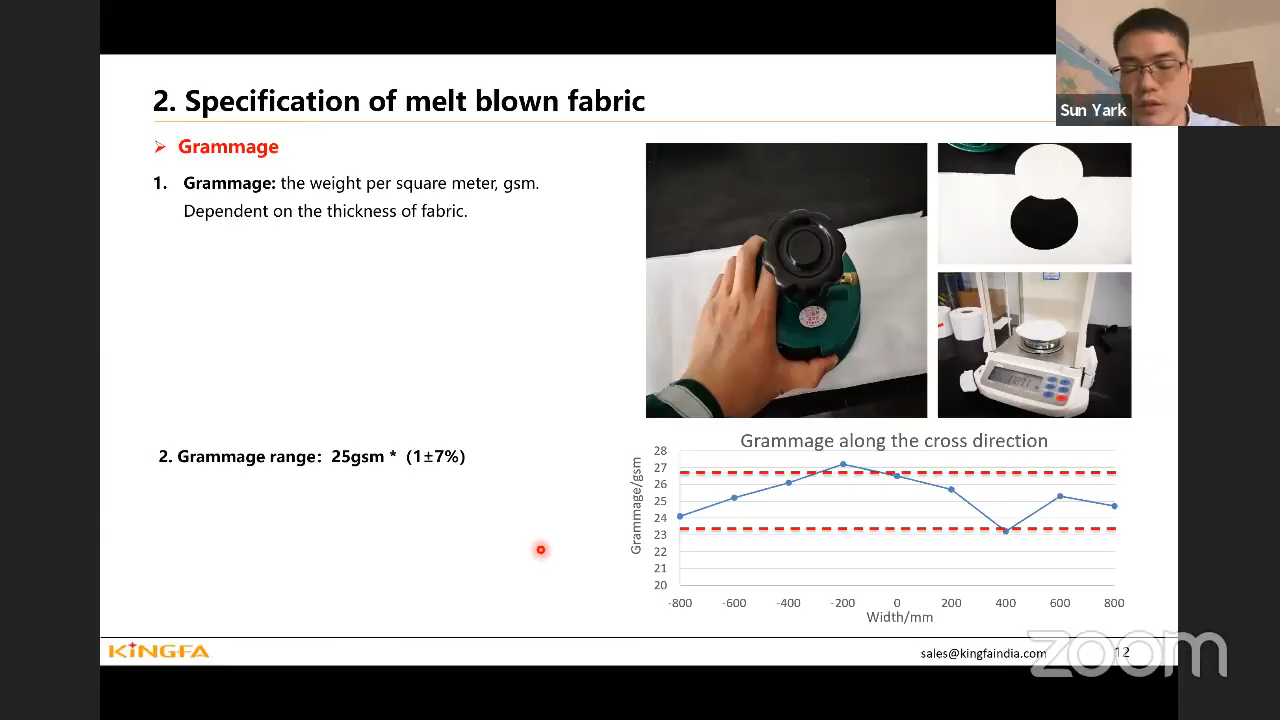 2. Specification of melt blown fabric
Sun Yark
➢ Grammage
1. Grammage: the weight per square meter, gsm.
Dependent on the thickness of fabric.
2. Grammage range: 25gsm * (1±7%)
Grammage along the cross direction
Grammage/gsm
28
27
26
25
24
23
22
21
20
-800 -600 -400 -200 0 200 400 600 800
Width/mm
KINGFA
sales@kingfaindia.com
12
zoom